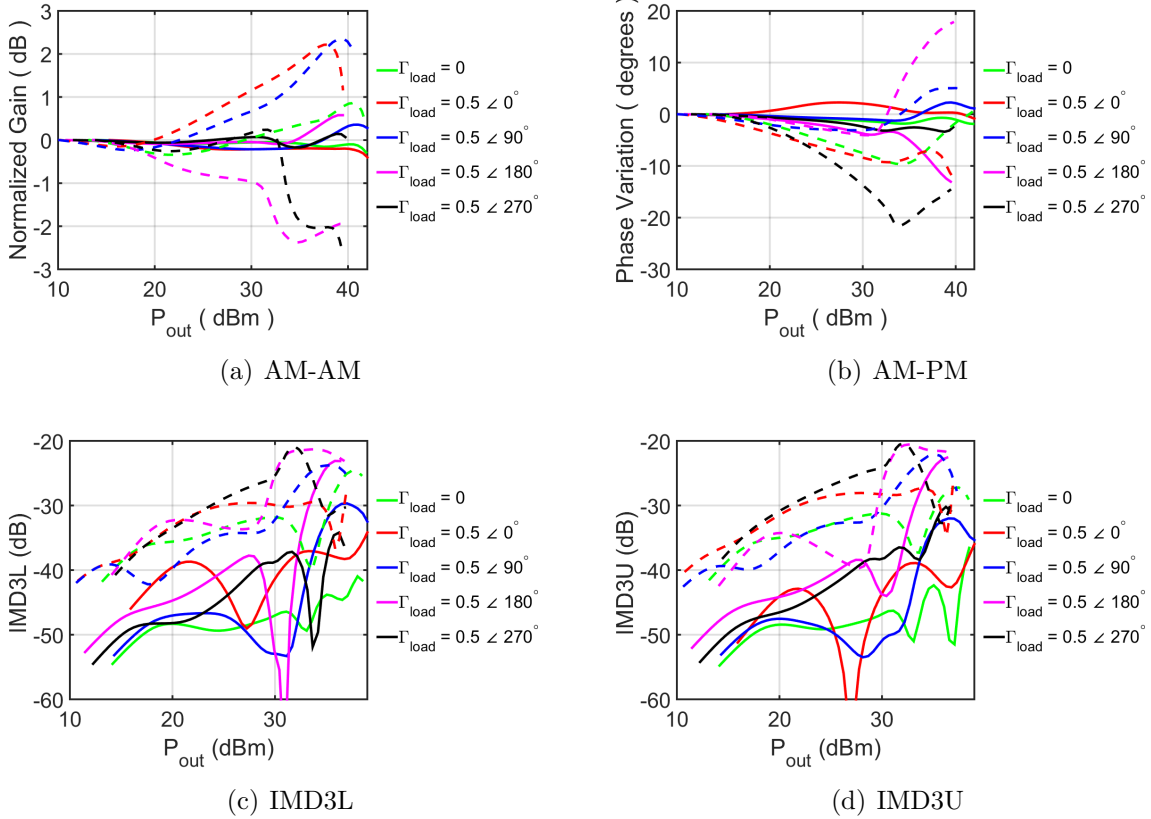 3
2
1
0
-1
-2
-3
10 20 30 40
Normalized Gain ( dB )
P_out ( dBm )
Γ_load = 0
Γ_load = 0.5 ∠ 0°
Γ_load = 0.5 ∠ 90°
Γ_load = 0.5 ∠ 180°
Γ_load = 0.5 ∠ 270°
(a) AM-AM
20
10
0
-10
-20
-30
10 20 30 40
Phase Variation ( degrees )
P_out ( dBm )
Γ_load = 0
Γ_load = 0.5 ∠ 0°
Γ_load = 0.5 ∠ 90°
Γ_load = 0.5 ∠ 180°
Γ_load = 0.5 ∠ 270°
(b) AM-PM
-20
-30
-40
-50
-60
10 20 30
IMD3L (dB)
P_out (dBm)
Γ_load = 0
Γ_load = 0.5 ∠ 0°
Γ_load = 0.5 ∠ 90°
Γ_load = 0.5 ∠ 180°
Γ_load = 0.5 ∠ 270°
(c) IMD3L
-20
-30
-40
-50
-60
10 20 30
IMD3U (dB)
P_out (dBm)
Γ_load = 0
Γ_load = 0.5 ∠ 0°
Γ_load = 0.5 ∠ 90°
Γ_load = 0.5 ∠ 180°
Γ_load = 0.5 ∠ 270°
(d) IMD3U